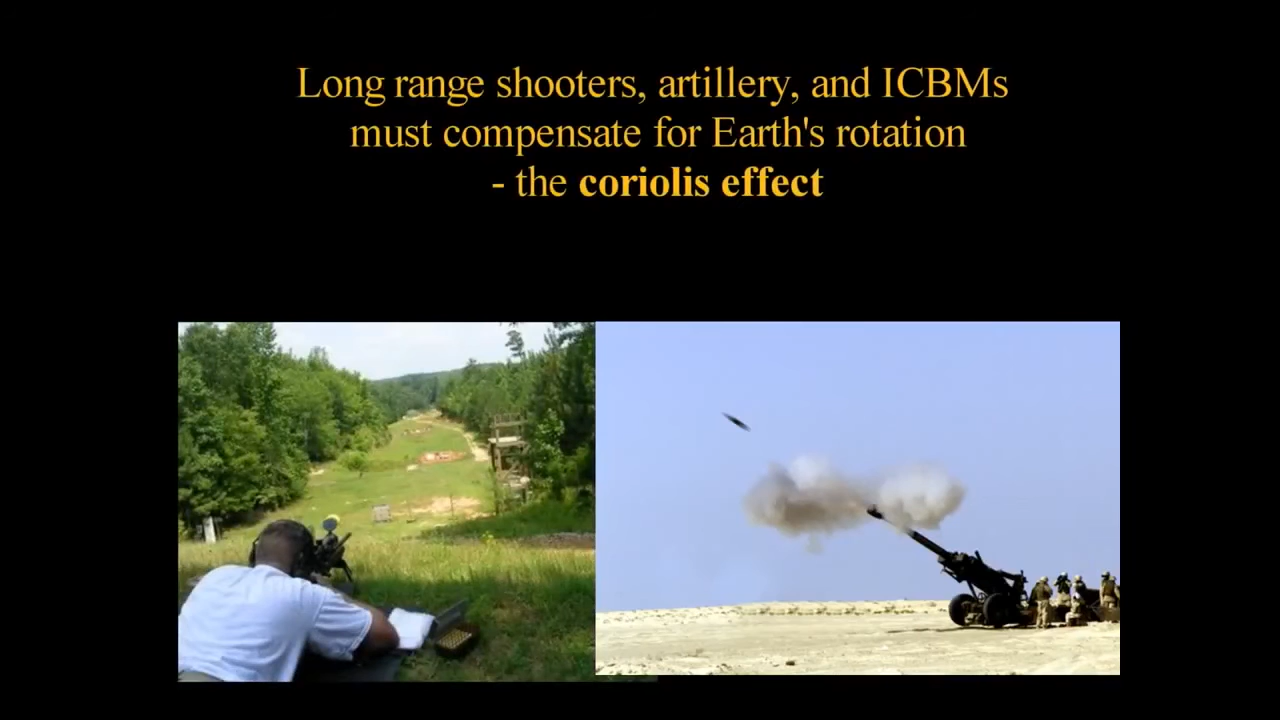 Long range shooters, artillery, and ICBMs
must compensate for Earth's rotation
- the coriolis effect